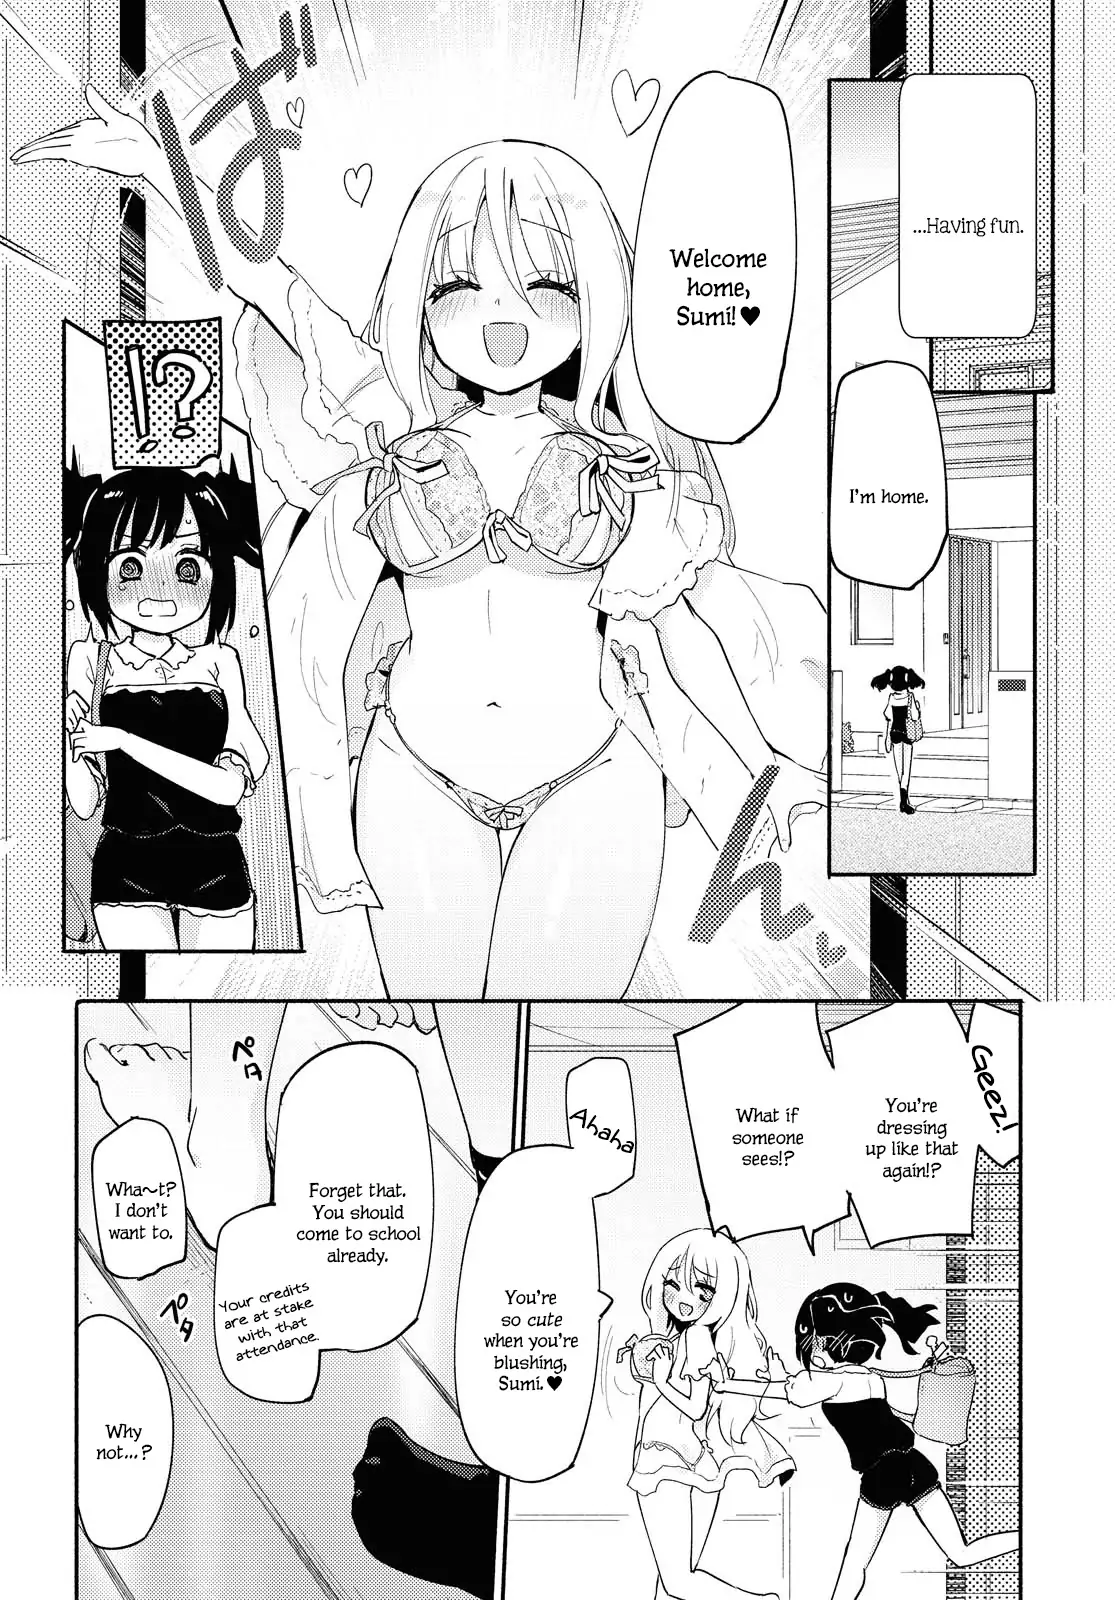 ...Having fun.
I'm home.
Welcome
home,
Sumi!♥
ばん
!?
Geez!
You're
dressing
up like that
again!?
What if
someone
sees!?
Ahaha
You're
so cute
when you're
blushing,
Sumi.♥
ペタ
Forget that.
You should
come to school
already.
Your credits
are at stake
with that
attendance.
Wha~t?
I don't
want to.
ペタ
Why
not...?